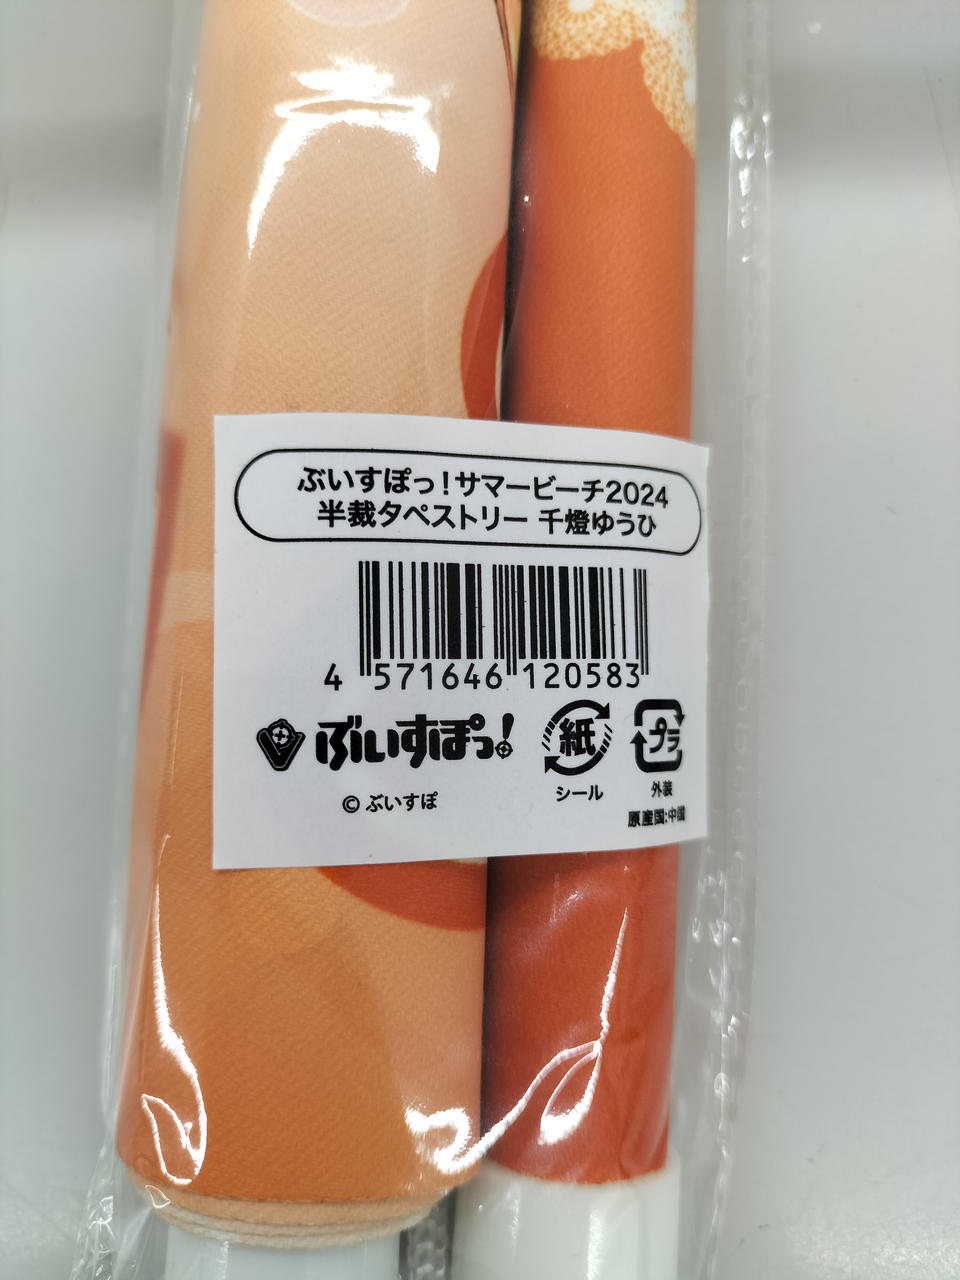 ぶいすぽっ!サマービーチ2024
半裁タペストリー 千燈ゆうひ
4 571646 120583
ぶいすぽっ!
紙
プラ
シール
外装
© ぶいすぽ
原産国:中国